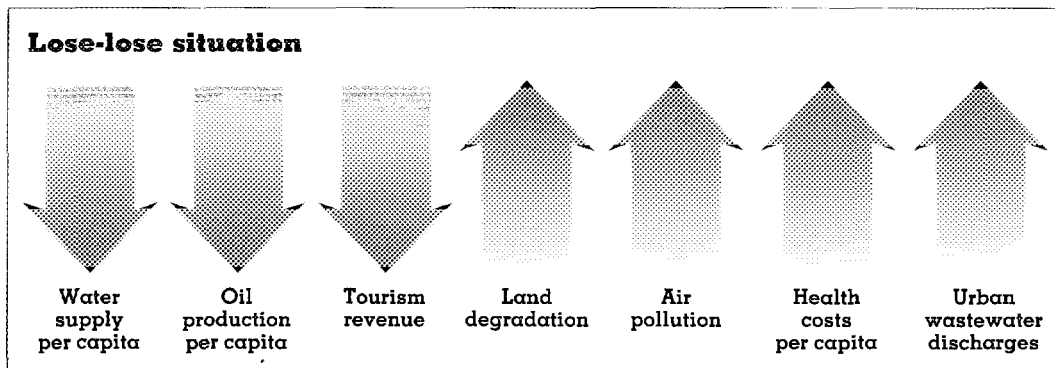 Lose-lose situation
Water
supply
per capita
Oil
production
per capita
Tourism
revenue
Land
degradation
Air
pollution
Health
costs
per capita
Urban
wastewater
discharges